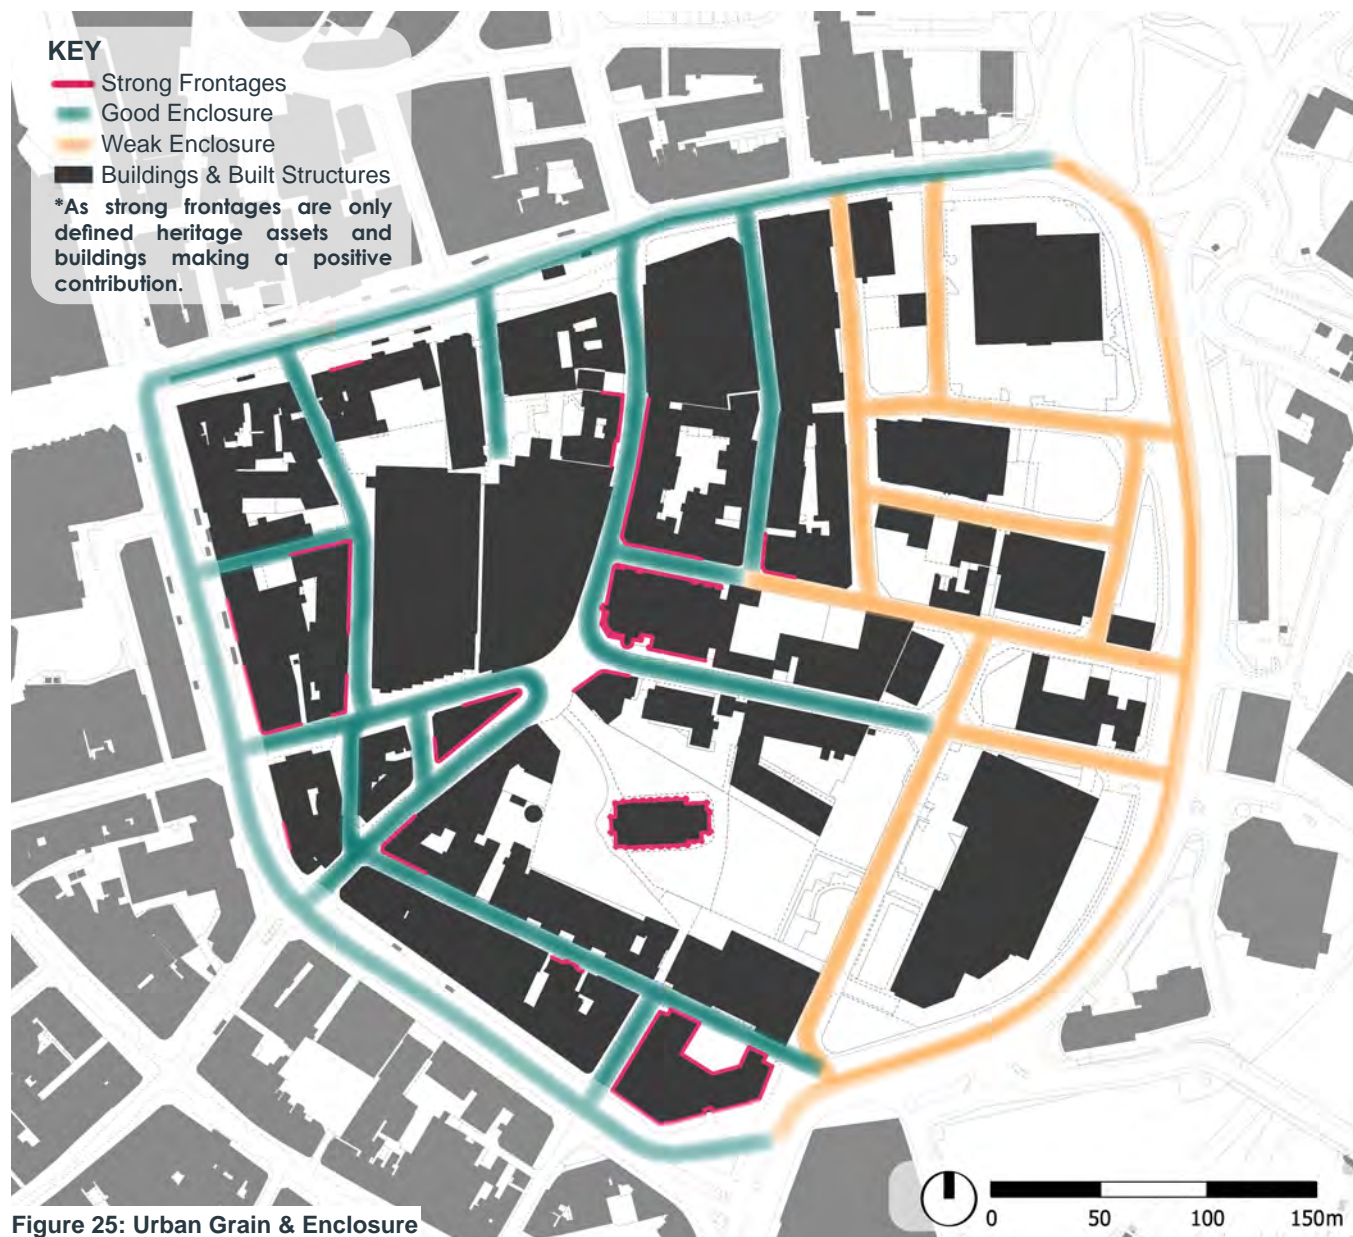 KEY
Strong Frontages
Good Enclosure
Weak Enclosure
Buildings & Built Structures
*As strong frontages are only
defined heritage assets and
buildings making a positive
contribution.
0 50 100 150m
Figure 25: Urban Grain & Enclosure